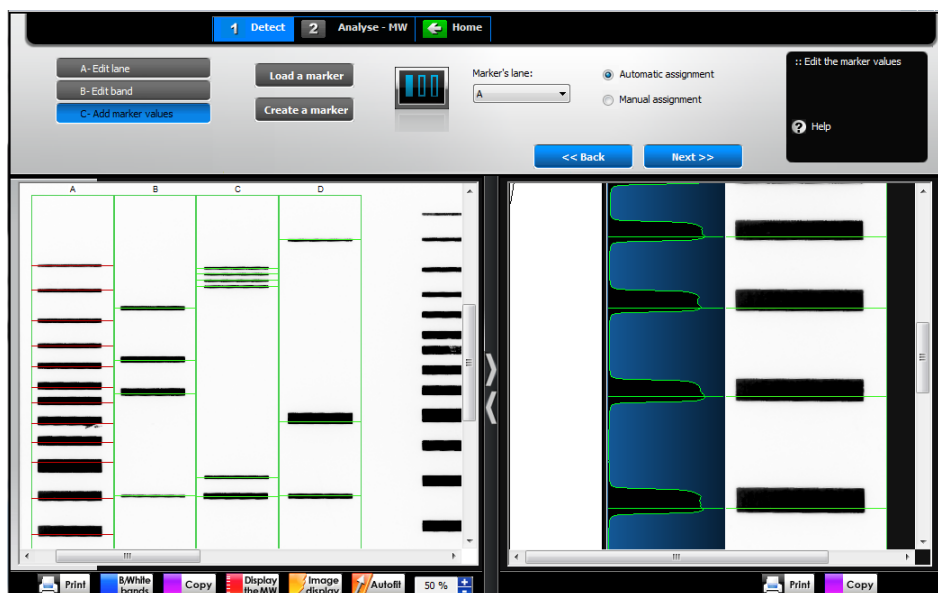 1 Detect 2 Analyse - MW Home
A- Edit lane
B- Edit band
C- Add marker values
Load a marker
Create a marker
Marker's lane:
A
Automatic assignment
Manual assignment
:: Edit the marker values
? Help
<< Back Next >>
A B C D
Print
B/White
bands
Copy
Display
the MW
Image
display
Autofit
50 %
Print
Copy